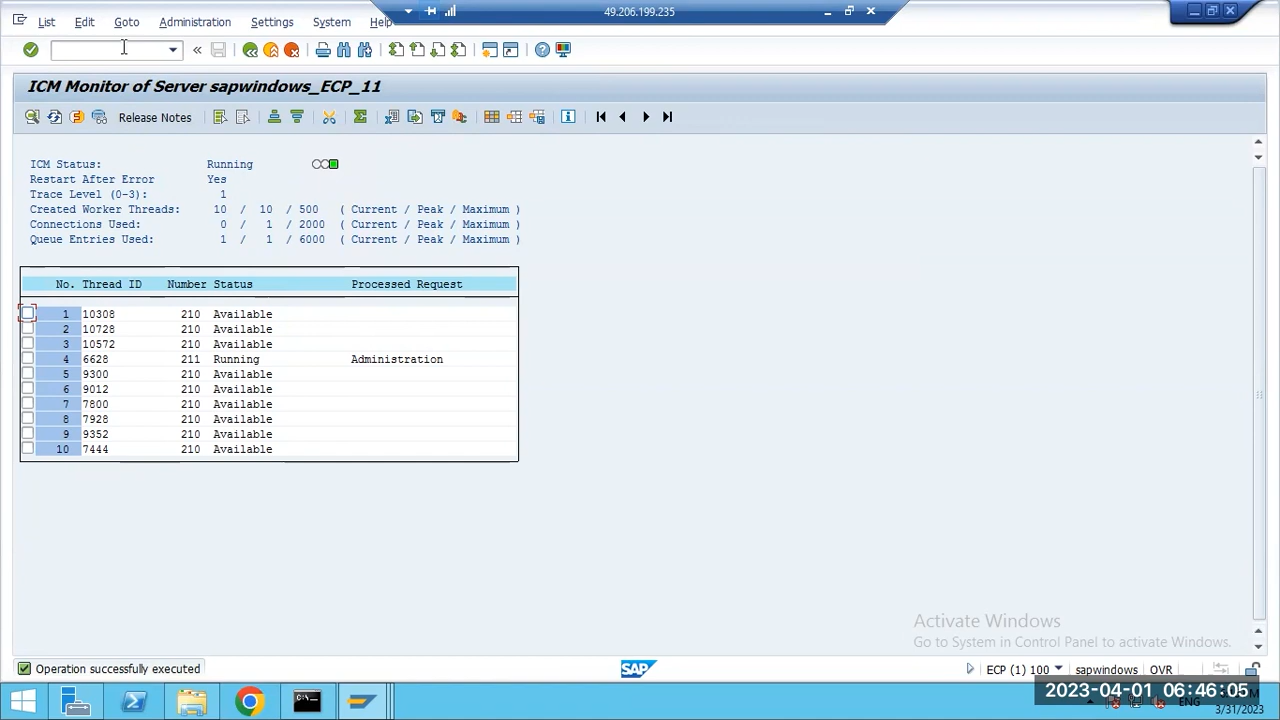 49.206.199.235
List Edit Goto Administration Settings System Help
ICM Monitor of Server sapwindows_ECP_11
Release Notes
ICM Status: Running
Restart After Error Yes
Trace Level (0-3): 1
Created Worker Threads: 10 / 10 / 500 ( Current / Peak / Maximum )
Connections Used: 0 / 1 / 2000 ( Current / Peak / Maximum )
Queue Entries Used: 1 / 1 / 6000 ( Current / Peak / Maximum )
No. Thread ID Number Status Processed Request
1 10308 210 Available
2 10728 210 Available
3 10572 210 Available
4 6628 211 Running Administration
5 9300 210 Available
6 9012 210 Available
7 7800 210 Available
8 7928 210 Available
9 9352 210 Available
10 7444 210 Available
Activate Windows
Go to System in Control Panel to activate Windows.
Operation successfully executed
SAP
ECP (1) 100 sapwindows OVR
2023-04-01 06:46:05
3/31/2023